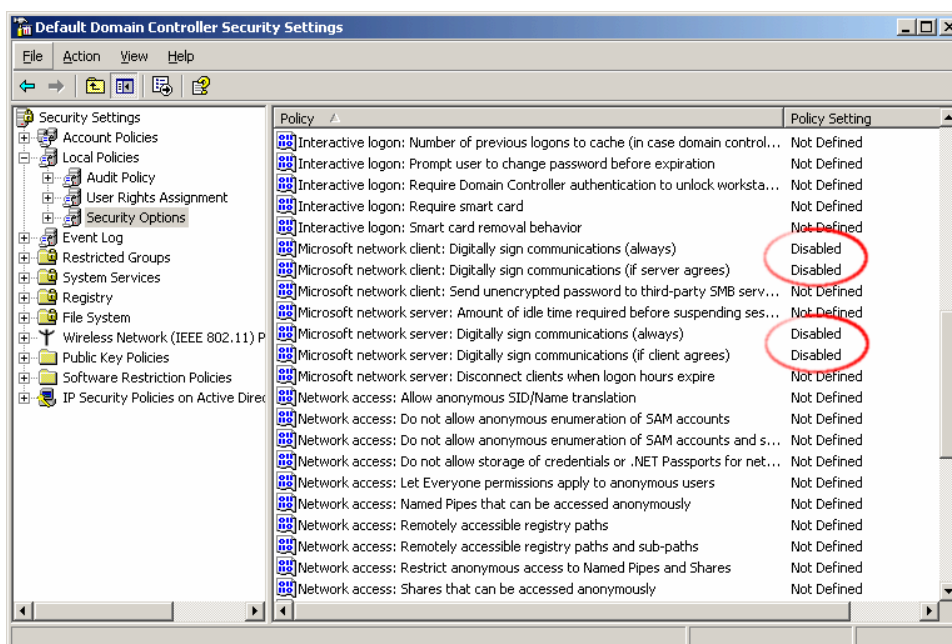 Default Domain Controller Security Settings
File Action View Help
Security Settings
Account Policies
Local Policies
Audit Policy
User Rights Assignment
Security Options
Event Log
Restricted Groups
System Services
Registry
File System
Wireless Network (IEEE 802.11) P
Public Key Policies
Software Restriction Policies
IP Security Policies on Active Direc
Policy Policy Setting
Interactive logon: Number of previous logons to cache (in case domain control... Not Defined
Interactive logon: Prompt user to change password before expiration Not Defined
Interactive logon: Require Domain Controller authentication to unlock worksta... Not Defined
Interactive logon: Require smart card Not Defined
Interactive logon: Smart card removal behavior Not Defined
Microsoft network client: Digitally sign communications (always) Disabled
Microsoft network client: Digitally sign communications (if server agrees) Disabled
Microsoft network client: Send unencrypted password to third-party SMB serv... Not Defined
Microsoft network server: Amount of idle time required before suspending ses... Not Defined
Microsoft network server: Digitally sign communications (always) Disabled
Microsoft network server: Digitally sign communications (if client agrees) Disabled
Microsoft network server: Disconnect clients when logon hours expire Not Defined
Network access: Allow anonymous SID/Name translation Not Defined
Network access: Do not allow anonymous enumeration of SAM accounts Not Defined
Network access: Do not allow anonymous enumeration of SAM accounts and s... Not Defined
Network access: Do not allow storage of credentials or .NET Passports for net... Not Defined
Network access: Let Everyone permissions apply to anonymous users Not Defined
Network access: Named Pipes that can be accessed anonymously Not Defined
Network access: Remotely accessible registry paths Not Defined
Network access: Remotely accessible registry paths and sub-paths Not Defined
Network access: Restrict anonymous access to Named Pipes and Shares Not Defined
Network access: Shares that can be accessed anonymously Not Defined